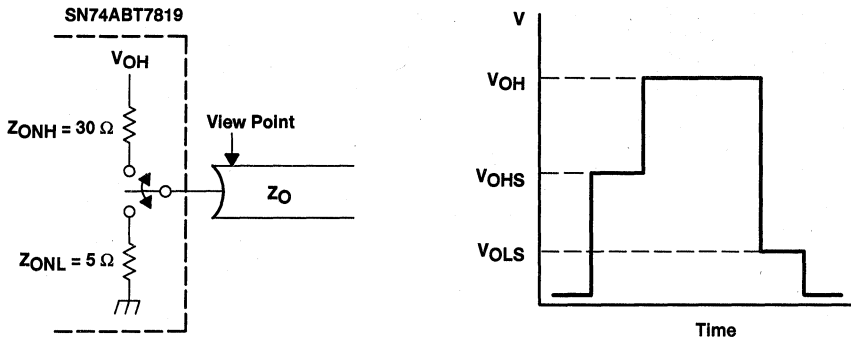 SN74ABT7819
VOH
ZONH = 30 Ω
View Point
ZO
ZONL = 5 Ω
V
VOH
VOHS
VOLS
Time